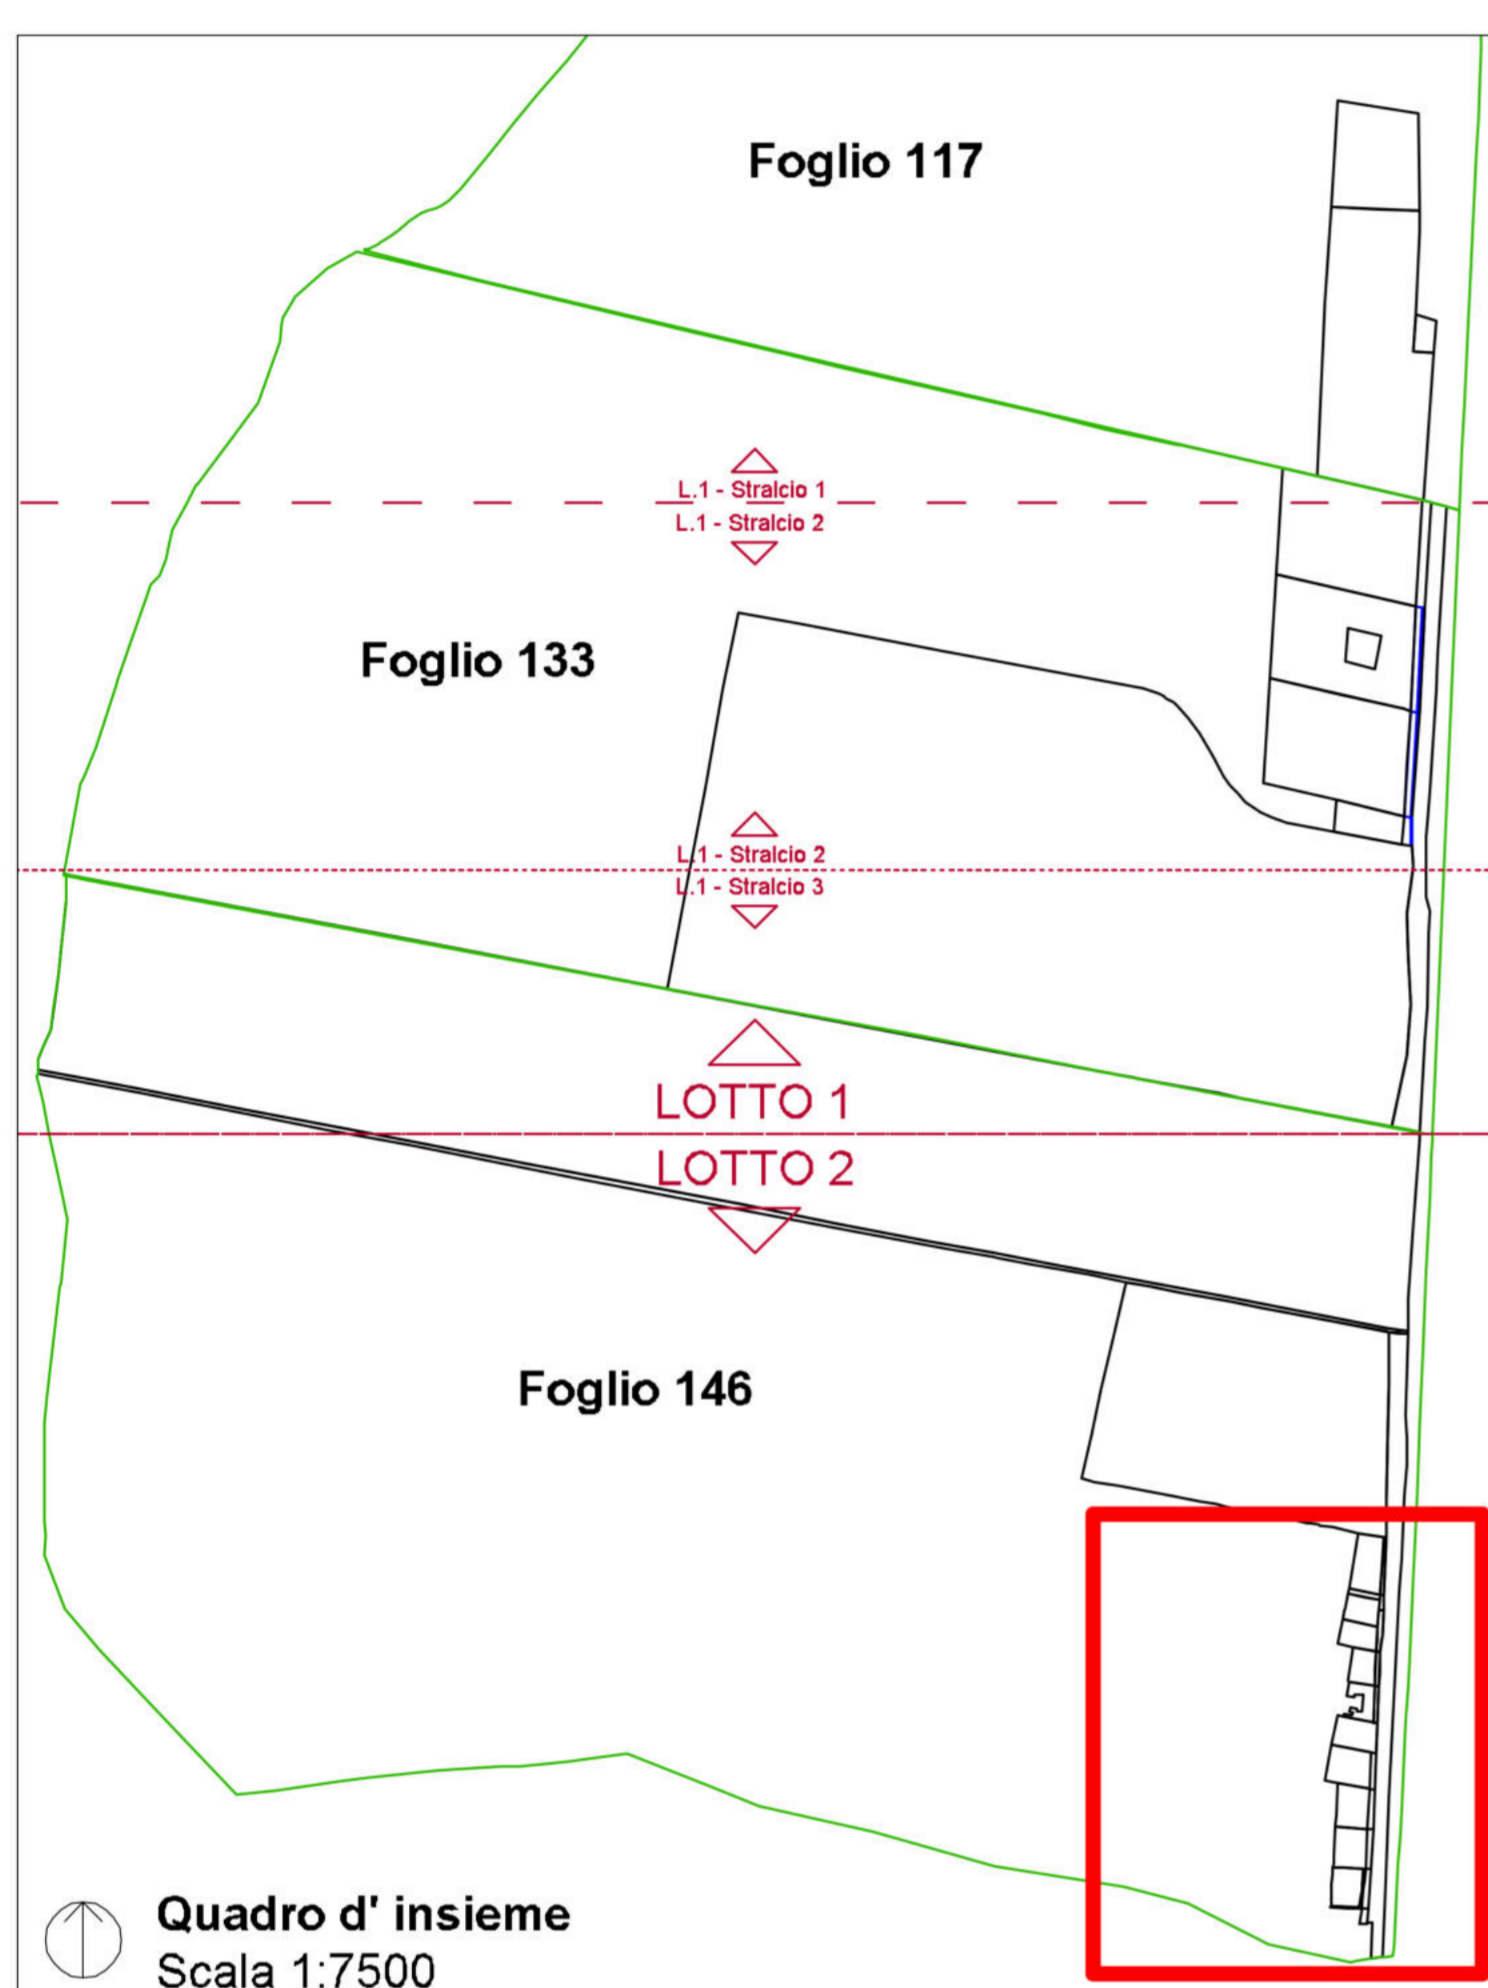 Foglio 117
L.1 - Stralcio 1
L.1 - Stralcio 2
Foglio 133
L.1 - Stralcio 2
L.1 - Stralcio 3
LOTTO 1
LOTTO 2
Foglio 146
Quadro d' insieme
Scala 1:7500